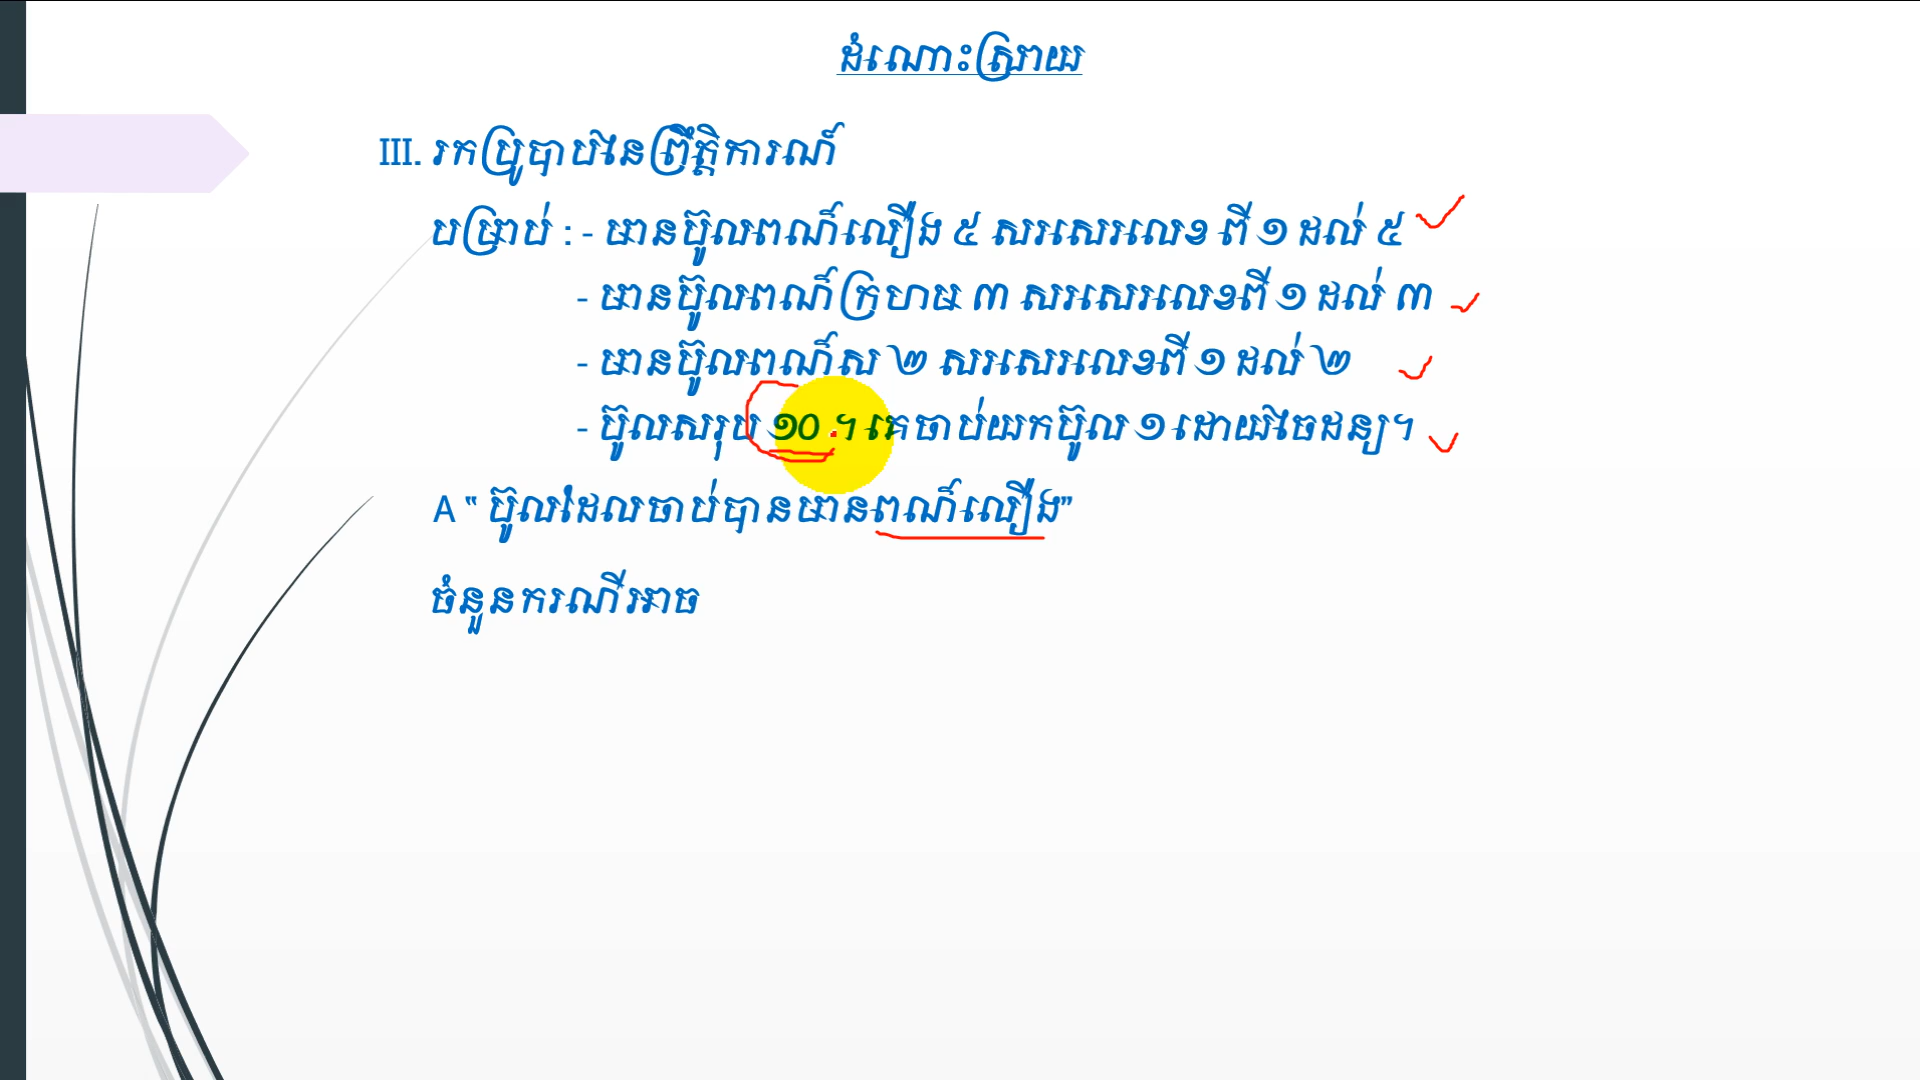 ដំណោះស្រាយ
III. រកប្រូបាបនៃព្រឹត្តិការណ៍
បម្រាប់ : - មានប៊ូលពណ៌លឿង ៥ សរសេរលេខ ពី ១ ដល់ ៥
- មានប៊ូលពណ៌ក្រហម ៣ សរសេរលេខពី ១ ដល់ ៣
- មានប៊ូលពណ៌ស ២ សរសេរលេខពី ១ ដល់ ២
- ប៊ូលសរុប ១០ ។ គេចាប់យកប៊ូល ១ ដោយចៃដន្យ។
A “ ប៊ូលដែលចាប់បានមានពណ៌លឿង”
ចំនួនករណីអាច